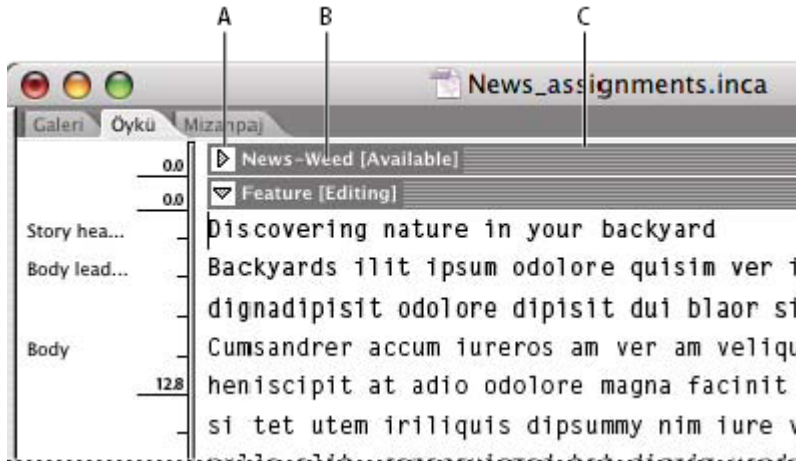 A B C
News_assignments.inca
Galeri Öykü Mizanpaj
0.0 News-Weed [Available]
0.0 Feature [Editing]
Story hea... Discovering nature in your backyard
Body lead... Backyards ilit ipsum odolore quisim ver
dignadipisit odolore dipisit dui blaor si
Body Cumsandrer accum iureros am ver am veliqu
12.8 heniscipit at adio odolore magna facinit
si tet utem iriliquis dipsummy nim iure